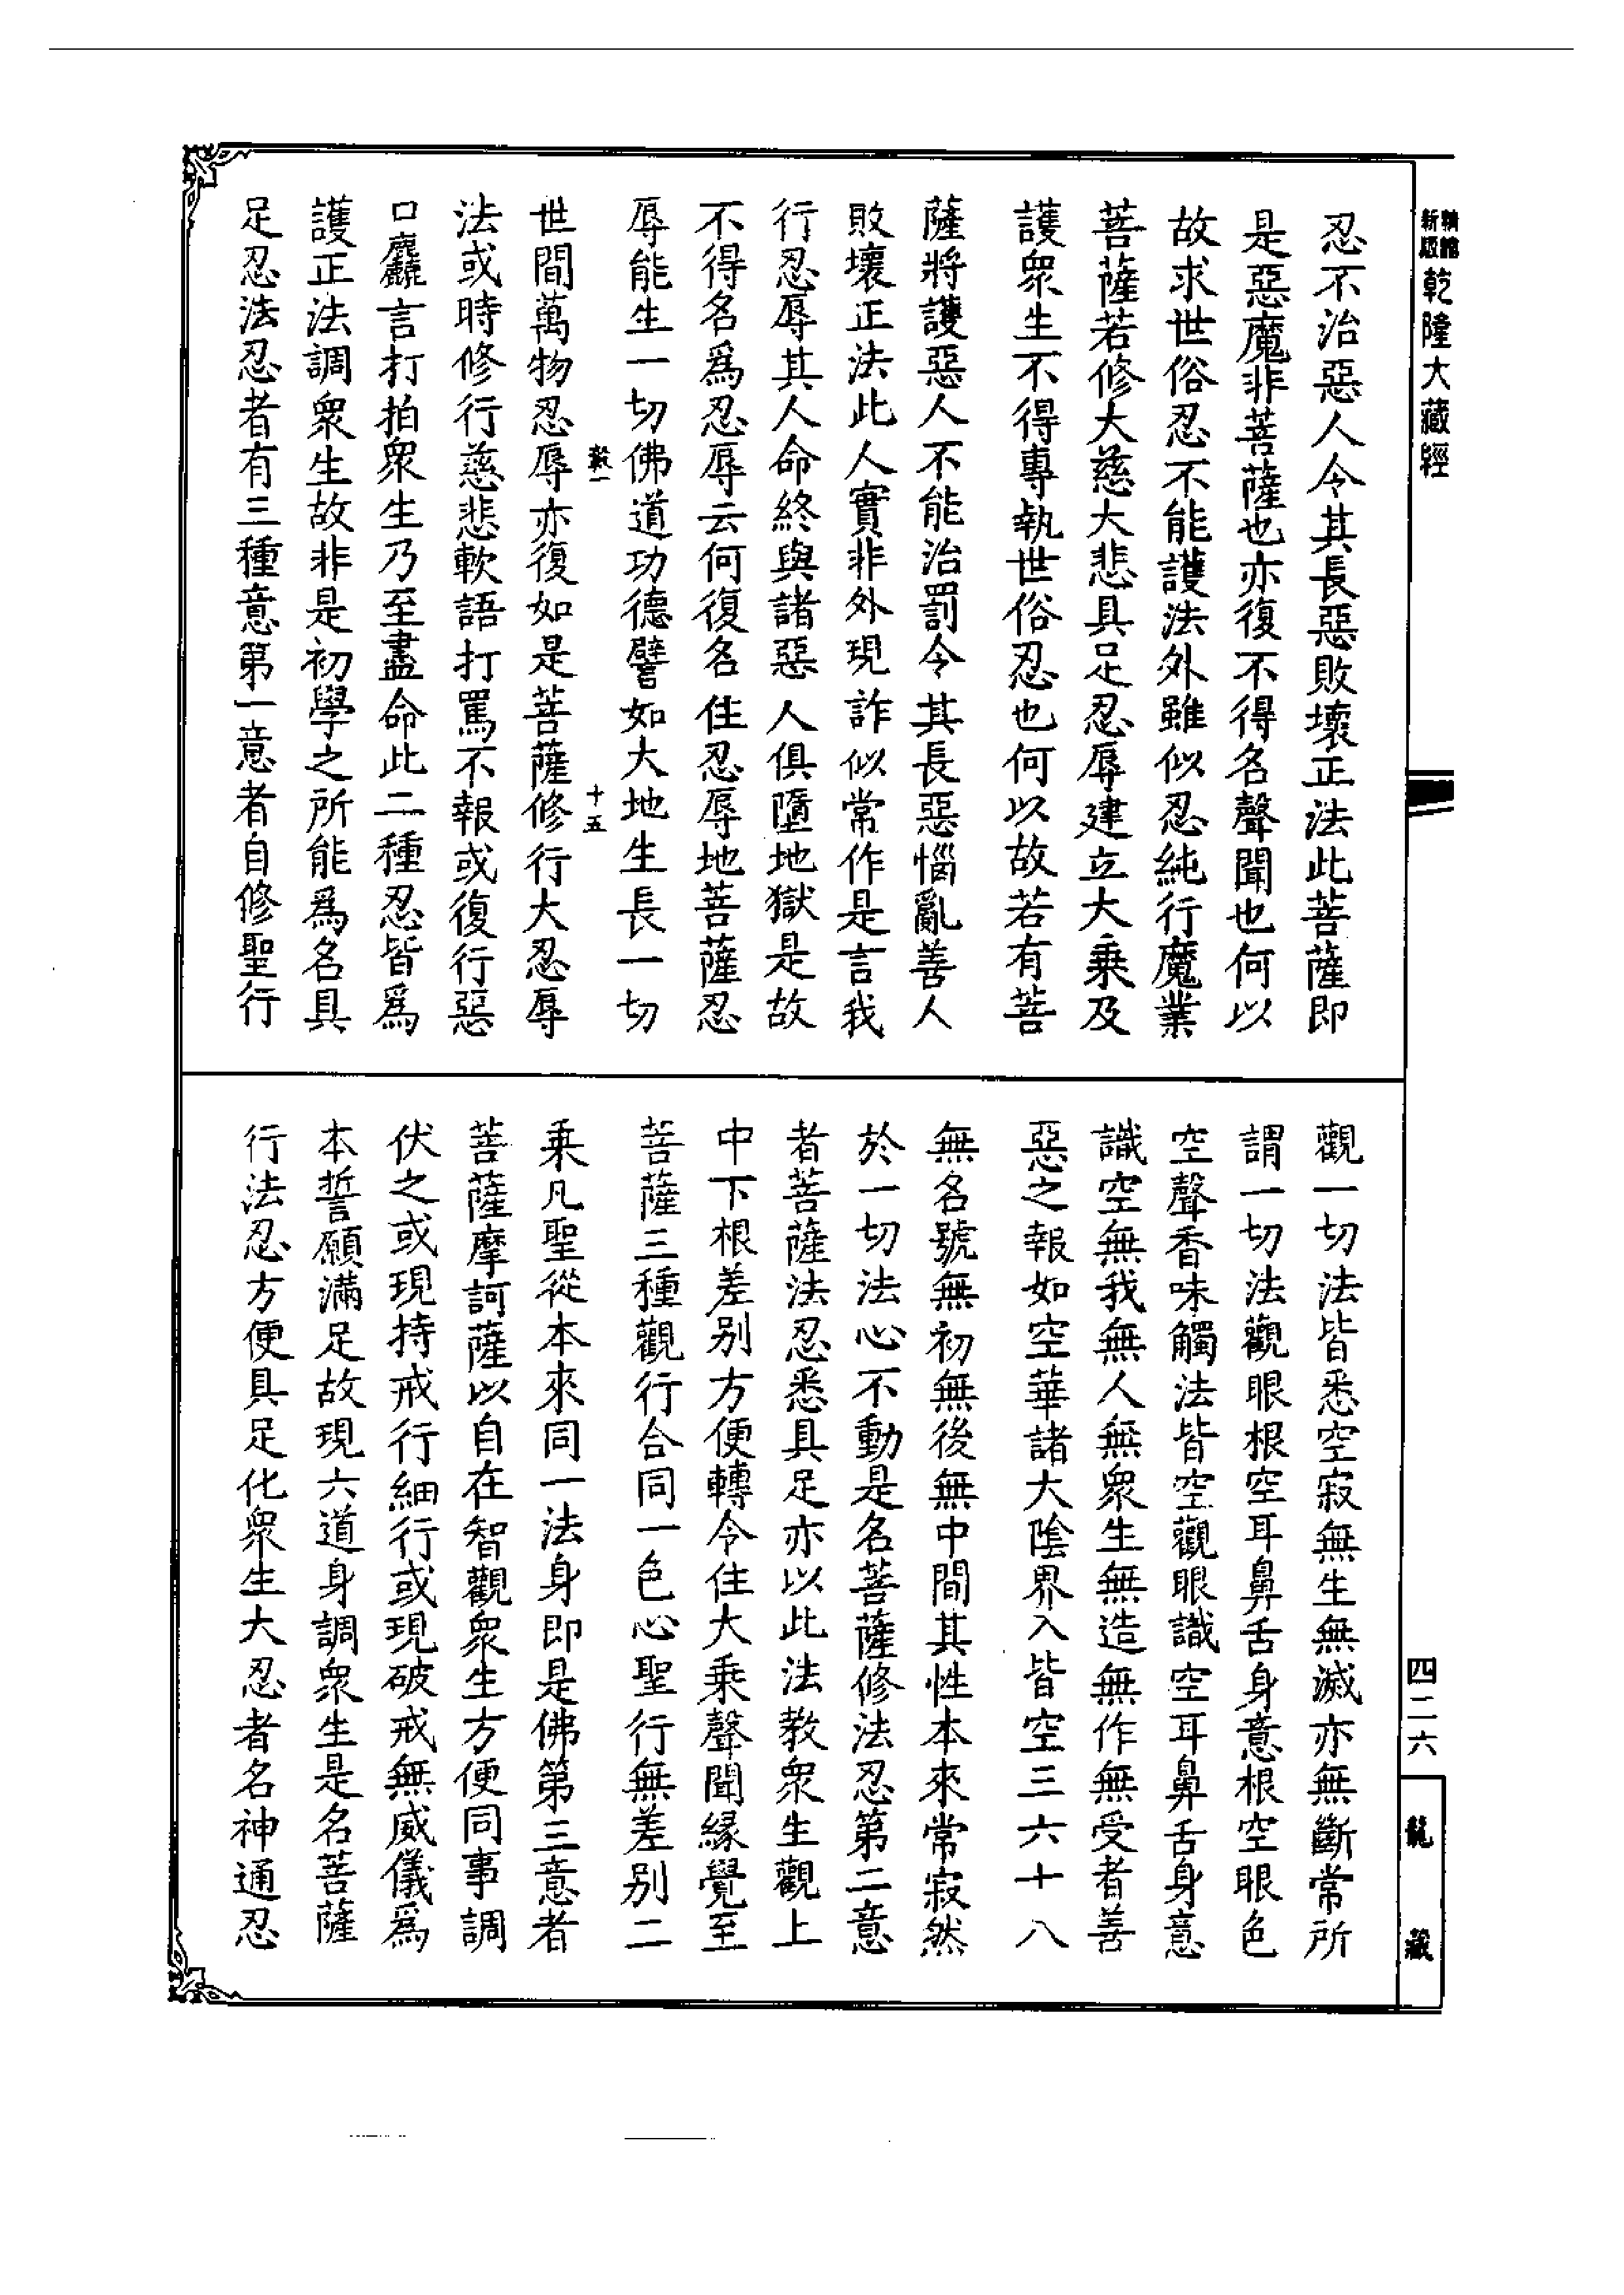 精編新版
乾隆大藏經
忍不治惡人令其長惡敗壞正法此菩薩即
是惡魔非菩薩也亦復不得名聲聞也何以
故求世俗忍不能護法外雖似忍純行魔業
菩薩若修大慈大悲具足忍辱建立大乗及
護衆生不得專執世俗忍也何以故若有菩
薩將護惡人不能治罰令其長惡惱亂善人
敗壞正法此人實非外現詐似常作是言我
行忍辱其人命終與諸惡人俱墮地獄是故
不得名爲忍辱云何復名住忍辱地菩薩忍
辱能生一切佛道功德譬如大地生長一切
十五
世間萬物忍辱亦復如是菩薩修行大忍辱
法或時修行慈悲軟語打罵不報或復行惡
口麤言打拍衆生乃至盡命此二種忍皆爲
護正法調衆生故非是初學之所能爲名具
足忍法忍者有三種意第一意者自修聖行
觀一切法皆悉空寂無生無滅亦無斷常所
謂一切法觀眼根空耳鼻舌身意根空眼色
空聲香味觸法皆空觀眼識空耳鼻舌身意
識空無我無人無衆生無造無作無受者善
惡之報如空華諸大陰界入皆空三六十八
無名號無初無後無中間其性本來常寂然
於一切法心不動是名菩薩修法忍第二意
者菩薩法忍悉具足亦以此法教衆生觀上
中下根差别方便轉令住大乗聲聞緣覺至
菩薩三種觀行合同一色心聖行無差别二
乗凡聖從本來同一法身即是佛第三意者
菩薩摩訶薩以自在智觀衆生方便同事調
伏之或現持戒行細行或現破戒無威儀爲
本誓願滿足故現六道身調衆生是名菩薩
行法忍方便具足化衆生大忍者名神通忍
四二六
龍藏